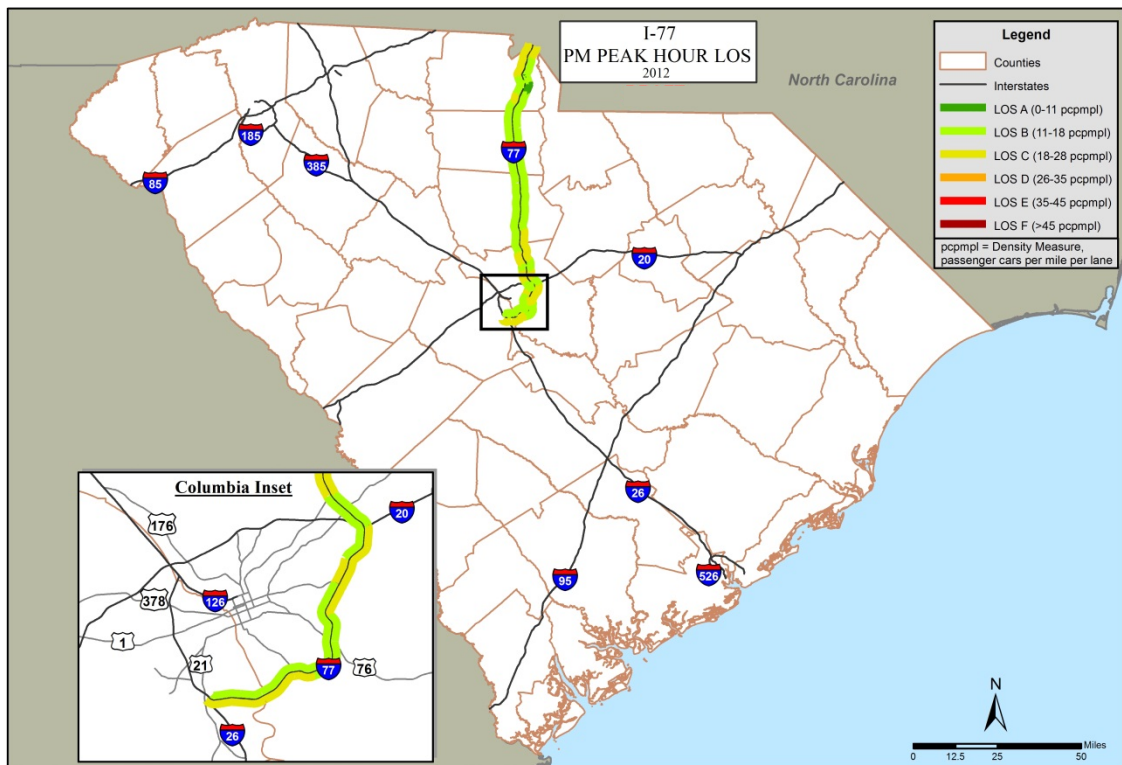 I-77
PM PEAK HOUR LOS
2012
North Carolina
Legend
Counties
Interstates
LOS A (0-11 pcpmpl)
LOS B (11-18 pcpmpl)
LOS C (18-28 pcpmpl)
LOS D (26-35 pcpmpl)
LOS E (35-45 pcpmpl)
LOS F (>45 pcpmpl)
pcpmpl = Density Measure,
passenger cars per mile per lane
185
385
85
77
20
26
95
526
Columbia Inset
176
20
378
126
1
21
77
76
26
N
Miles
0 12.5 25 50